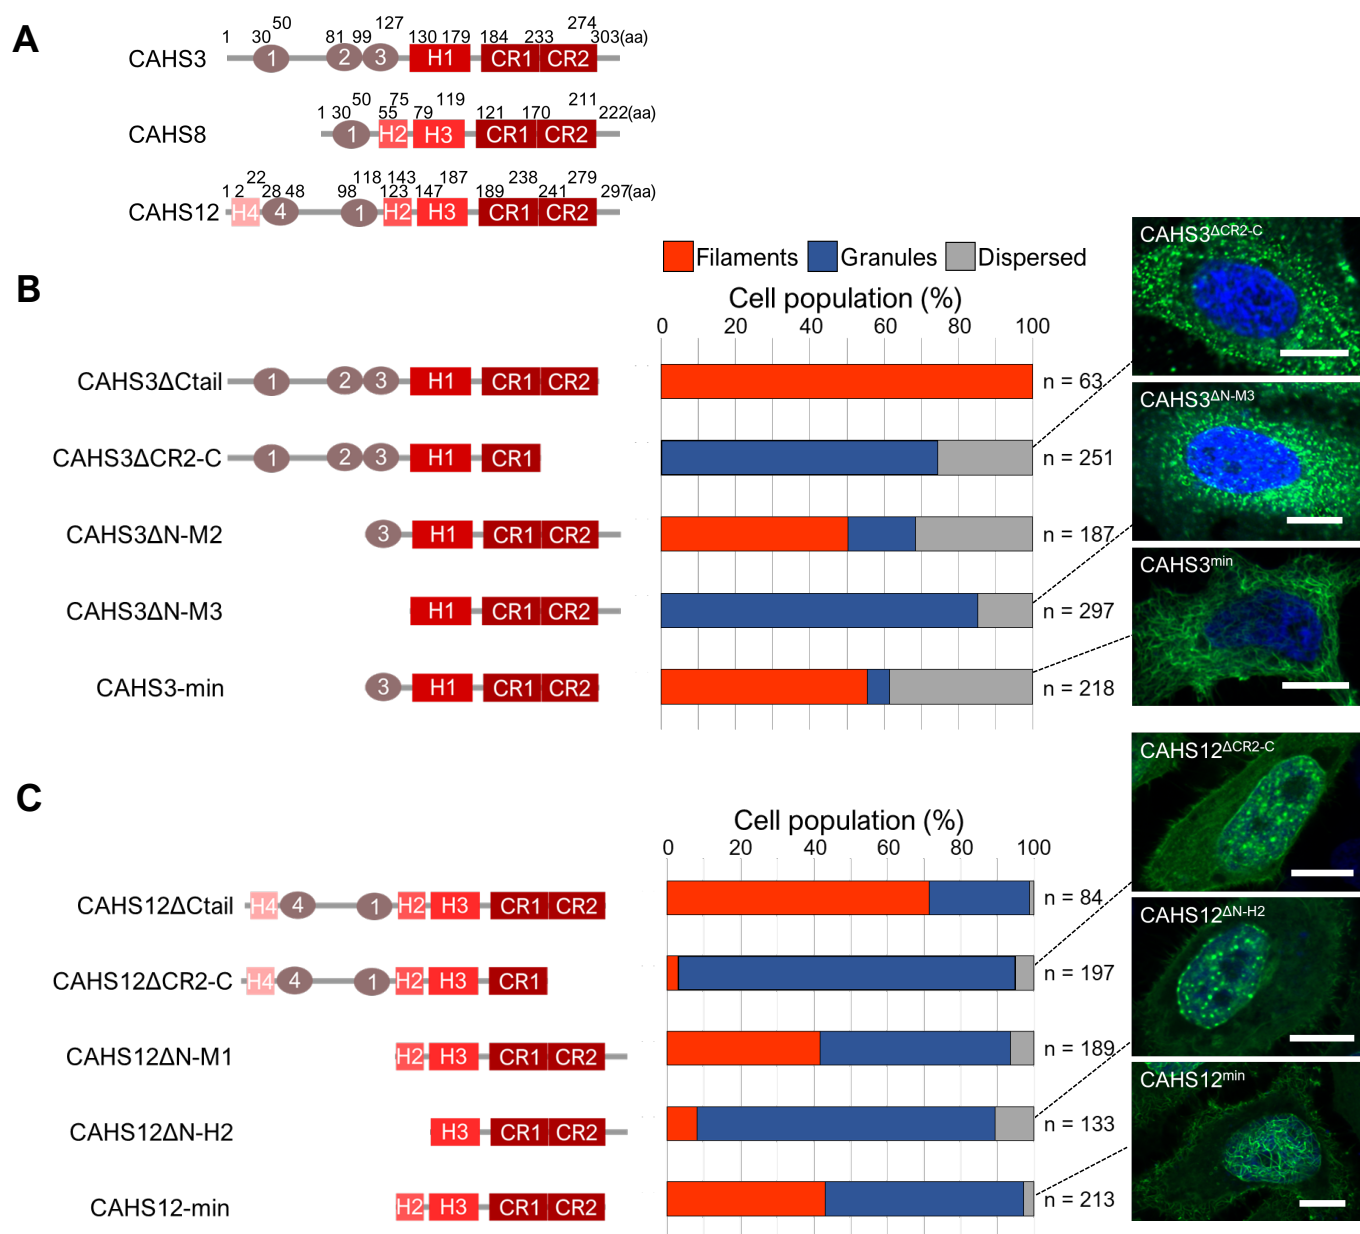 A
1 30 50 81 99 127 130 179 184 233 274 303(aa)
CAHS3 1 2 3 H1 CR1 CR2
1 30 50 55 75 79 119 121 170 211 222(aa)
CAHS8 1 H2 H3 CR1 CR2
1 2 22 28 48 98 118 123 143 147 187 189 238 241 279 297(aa)
CAHS12 H4 4 1 H2 H3 CR1 CR2
Filaments Granules Dispersed
B
Cell population (%)
0 20 40 60 80 100
CAHS3ΔCtail 1 2 3 H1 CR1 CR2 n = 63
CAHS3ΔCR2-C 1 2 3 H1 CR1 n = 251
CAHS3ΔN-M2 3 H1 CR1 CR2 n = 187
CAHS3ΔN-M3 H1 CR1 CR2 n = 297
CAHS3-min 3 H1 CR1 CR2 n = 218
CAHS3ΔCR2-C
CAHS3ΔN-M3
CAHS3min
C
Cell population (%)
0 20 40 60 80 100
CAHS12ΔCtail H4 4 1 H2 H3 CR1 CR2 n = 84
CAHS12ΔCR2-C H4 4 1 H2 H3 CR1 n = 197
CAHS12ΔN-M1 H2 H3 CR1 CR2 n = 189
CAHS12ΔN-H2 H3 CR1 CR2 n = 133
CAHS12-min H2 H3 CR1 CR2 n = 213
CAHS12ΔCR2-C
CAHS12ΔN-H2
CAHS12min